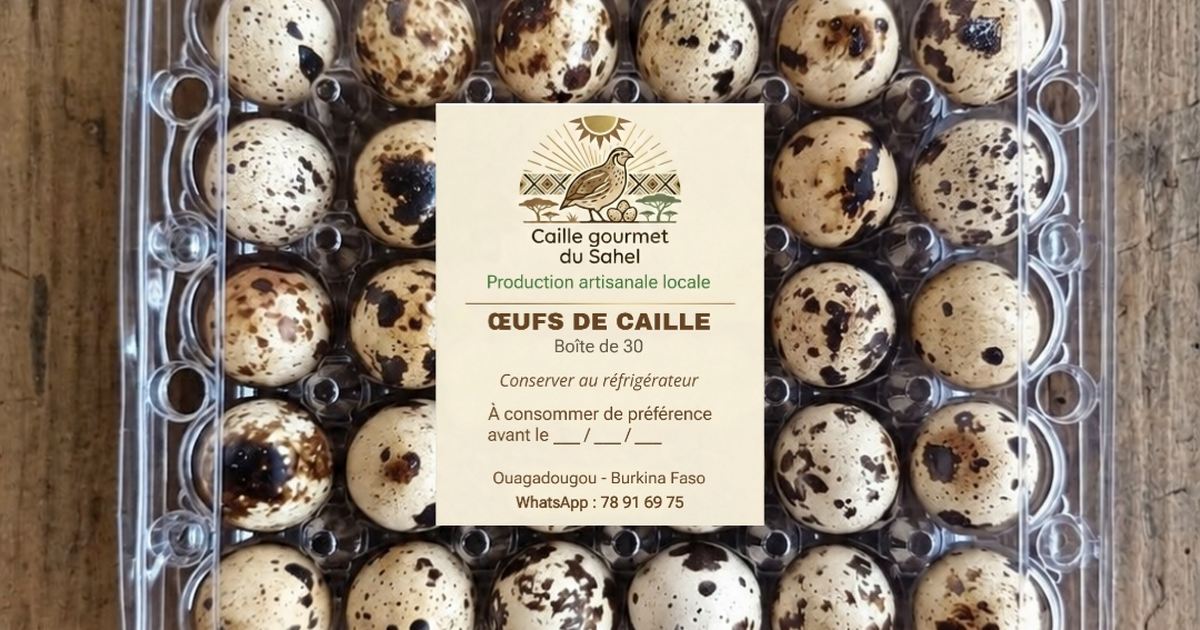 Caille gourmet
du Sahel
Production artisanale locale
ŒUFS DE CAILLE
Boîte de 30
Conserver au réfrigérateur
À consommer de préférence
avant le ___ / ___ / ___
Ouagadougou - Burkina Faso
WhatsApp : 78 91 69 75